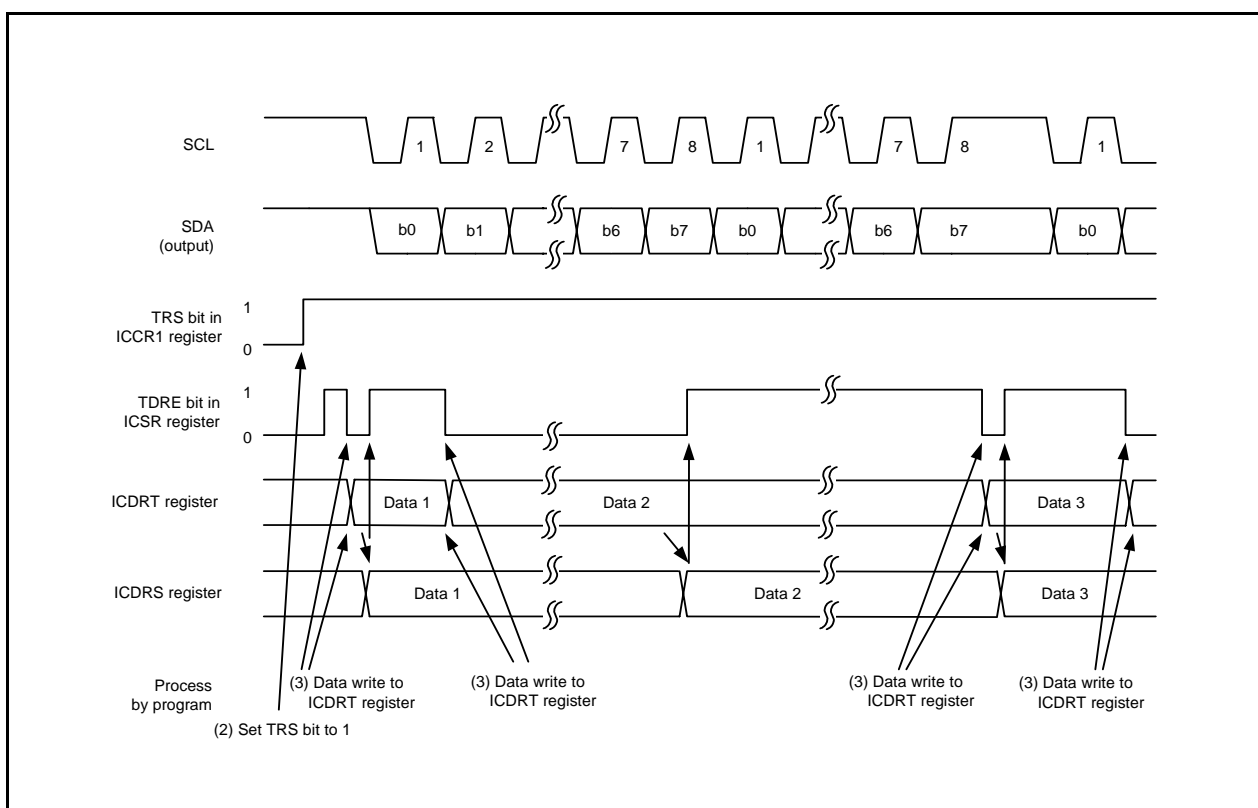 SCL
1
2
7
8
1
7
8
1
SDA
(output)
b0
b1
b6
b7
b0
b6
b7
b0
TRS bit in
ICCR1 register
1
0
TDRE bit in
ICSR register
1
0
ICDRT register
Data 1
Data 2
Data 3
ICDRS register
Data 1
Data 2
Data 3
Process
by program
(3) Data write to
ICDRT register
(3) Data write to
ICDRT register
(3) Data write to
ICDRT register
(3) Data write to
ICDRT register
(2) Set TRS bit to 1